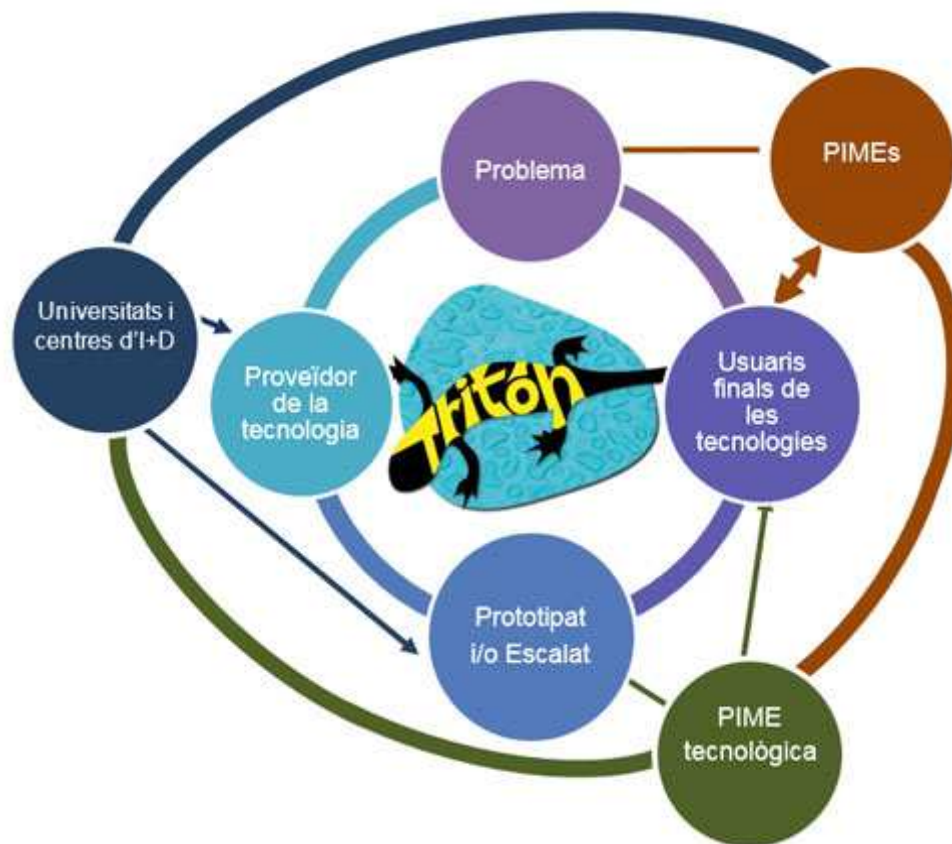 PIMEs
Problema
Universitats i
centres d'I+D
Proveïdor
de la
tecnologia
Tritón
Usuaris
finals de
les
tecnologies
Prototipat
i/o Escalat
PIME
tecnològica